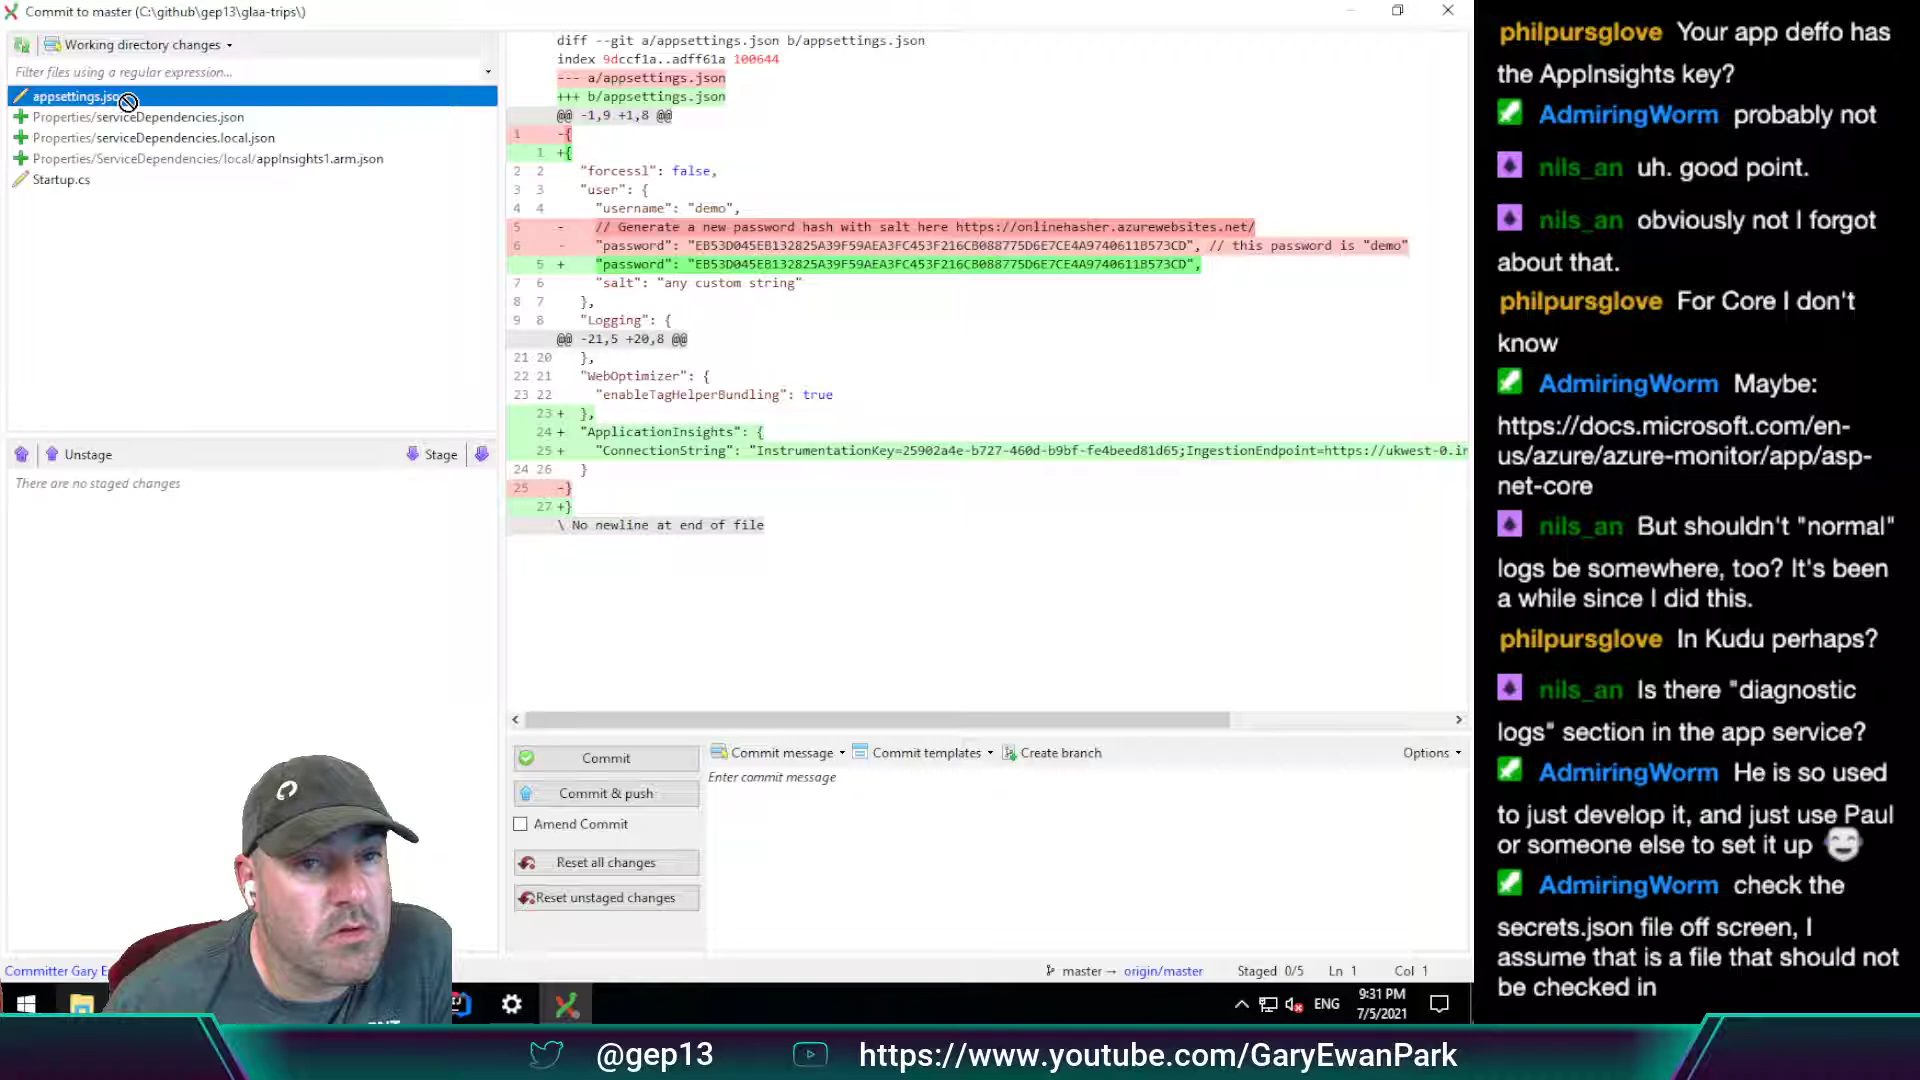 Commit to master (C:\github\gep13\glaa-trips\)
Working directory changes
Filter files using a regular expression...
appsettings.jso
Properties/serviceDependencies.json
Properties/serviceDependencies.local.json
Properties/ServiceDependencies/local/appInsights1.arm.json
Startup.cs
Unstage
Stage
There are no staged changes
diff --git a/appsettings.json b/appsettings.json
index 9dccf1a..adff61a 100644
--- a/appsettings.json
+++ b/appsettings.json
@@ -1,9 +1,8 @@
1 -{
1 +{
2 2 "forcessl": false,
3 3 "user": {
4 4 "username": "demo",
5 - // Generate a new password hash with salt here https://onlinehasher.azurewebsites.net/
6 - "password": "EB53D045EB132825A39F59AEA3FC453F216CB088775D6E7CE4A9740611B573CD", // this password is "demo"
5 + "password": "EB53D045EB132825A39F59AEA3FC453F216CB088775D6E7CE4A9740611B573CD",
7 6 "salt": "any custom string"
8 7 },
9 8 "Logging": {
@@ -21,5 +20,8 @@
21 20 },
22 21 "WebOptimizer": {
23 22 "enableTagHelperBundling": true
23 + },
24 + "ApplicationInsights": {
25 + "ConnectionString": "InstrumentationKey=25902a4e-b727-460d-b9bf-fe4beed81d65;IngestionEndpoint=https://ukwest-0.in
24 26 }
25 -}
27 +}
\ No newline at end of file
Commit
Commit & push
Amend Commit
Reset all changes
Reset unstaged changes
Commit message
Commit templates
Create branch
Options
Enter commit message
Committer Gary E
master → origin/master
Staged 0/5
Ln 1
Col 1
ENG
9:31 PM
7/5/2021
philpursglove Your app deffo has
the AppInsights key?
AdmiringWorm probably not
nils_an uh. good point.
nils_an obviously not I forgot
about that.
philpursglove For Core I don't
know
AdmiringWorm Maybe:
https://docs.microsoft.com/en-
us/azure/azure-monitor/app/asp-
net-core
nils_an But shouldn't "normal"
logs be somewhere, too? It's been
a while since I did this.
philpursglove In Kudu perhaps?
nils_an Is there "diagnostic
logs" section in the app service?
AdmiringWorm He is so used
to just develop it, and just use Paul
or someone else to set it up
AdmiringWorm check the
secrets.json file off screen, I
assume that is a file that should not
be checked in
@gep13
https://www.youtube.com/GaryEwanPark